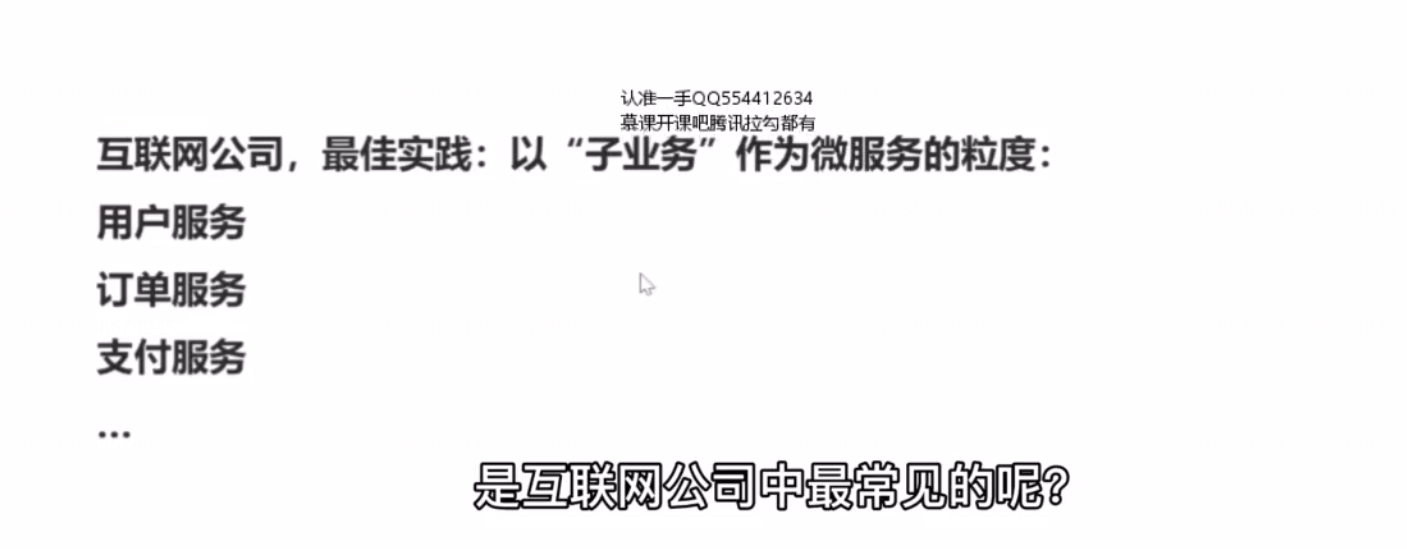 认准一手QQ554412634
慕课开课吧腾讯拉勾都有
互联网公司，最佳实践：以“子业务”作为微服务的粒度：
用户服务
订单服务
支付服务
...
是互联网公司中最常见的呢？